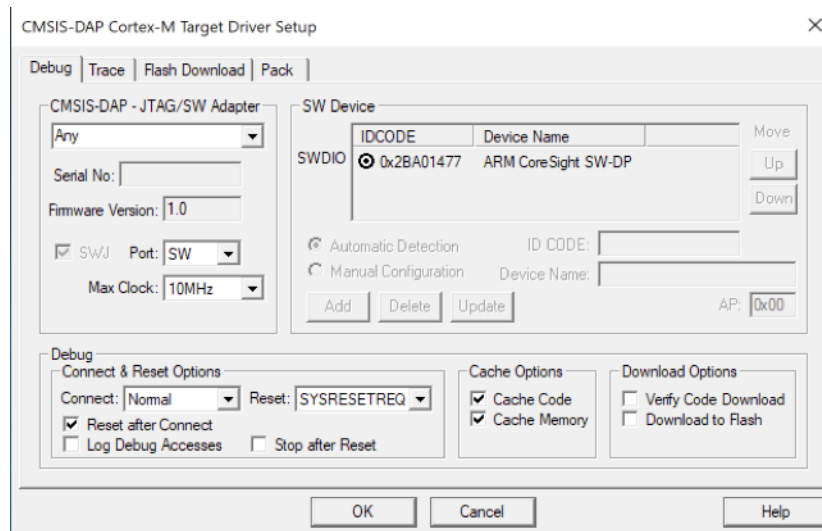 CMSIS-DAP Cortex-M Target Driver Setup
Debug Trace Flash Download Pack
CMSIS-DAP - JTAG/SW Adapter
Any
Serial No:
Firmware Version: 1.0
SWJ Port: SW
Max Clock: 10MHz
SW Device
IDCODE Device Name
SWDIO 0x2BA01477 ARM CoreSight SW-DP
Move
Up
Down
Automatic Detection ID CODE:
Manual Configuration Device Name:
Add Delete Update AP: 0x00
Debug
Connect & Reset Options
Connect: Normal Reset: SYSRESETREQ
Reset after Connect
Log Debug Accesses Stop after Reset
Cache Options
Cache Code
Cache Memory
Download Options
Verify Code Download
Download to Flash
OK Cancel Help